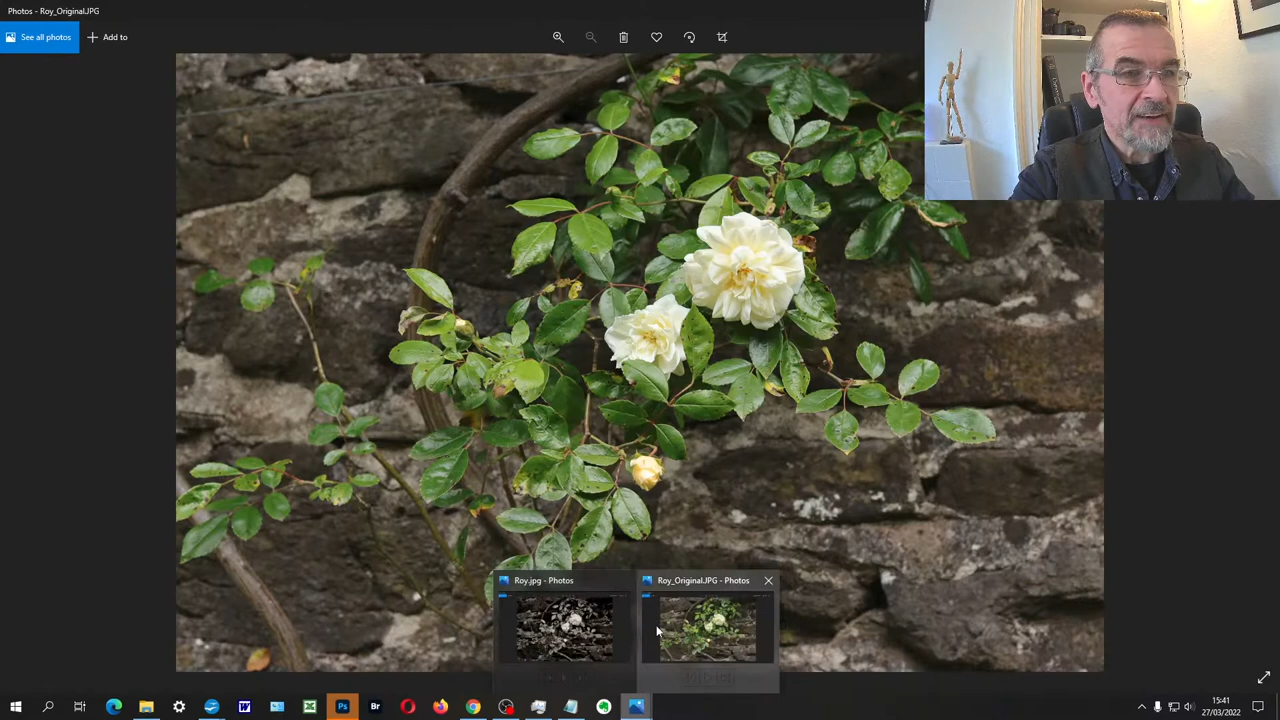 Photos - Roy_Original.JPG
See all photos
Add to
Roy.jpg - Photos
Roy_Original.JPG - Photos
15:41
27/03/2022